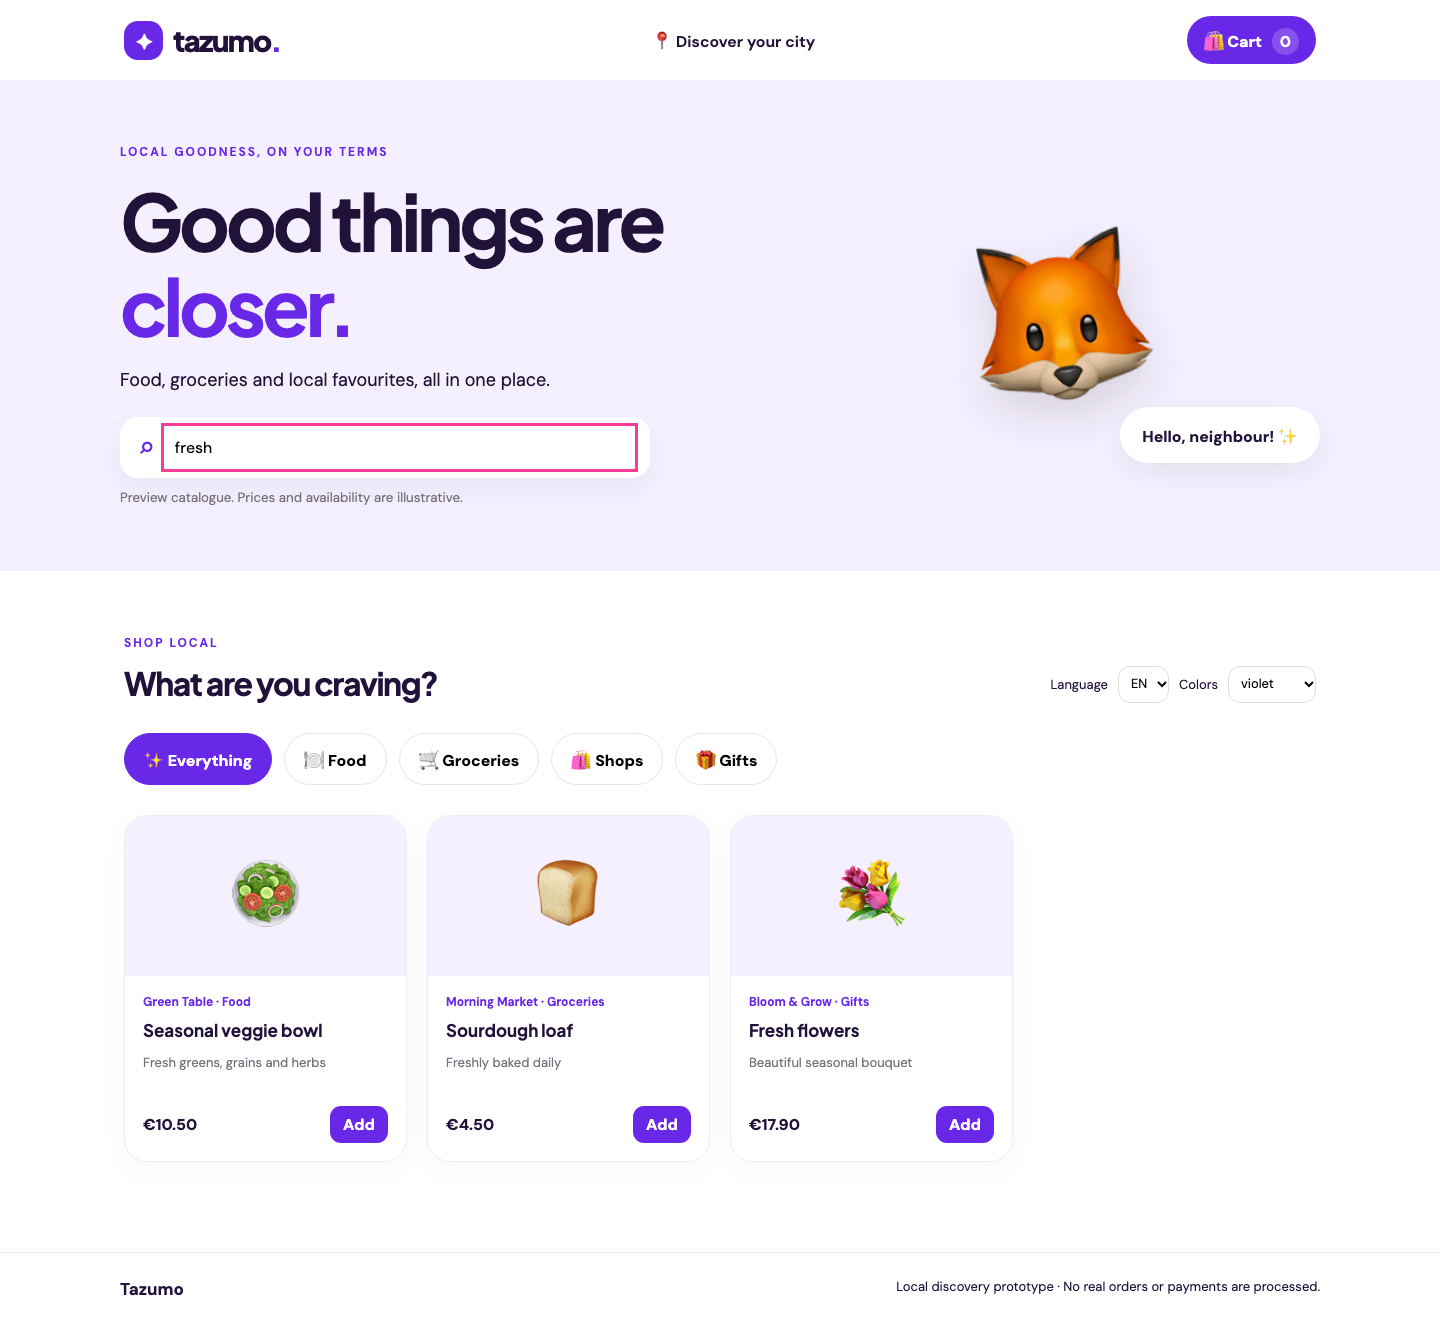 tazumo.
Discover your city
Cart 0
LOCAL GOODNESS, ON YOUR TERMS
Good things are
closer.
Food, groceries and local favourites, all in one place.
fresh
Preview catalogue. Prices and availability are illustrative.
Hello, neighbour!
SHOP LOCAL
What are you craving?
Language EN Colors violet
Everything Food Groceries Shops Gifts
Green Table · Food
Seasonal veggie bowl
Fresh greens, grains and herbs
€10.50 Add
Morning Market · Groceries
Sourdough loaf
Freshly baked daily
€4.50 Add
Bloom & Grow · Gifts
Fresh flowers
Beautiful seasonal bouquet
€17.90 Add
Tazumo
Local discovery prototype · No real orders or payments are processed.